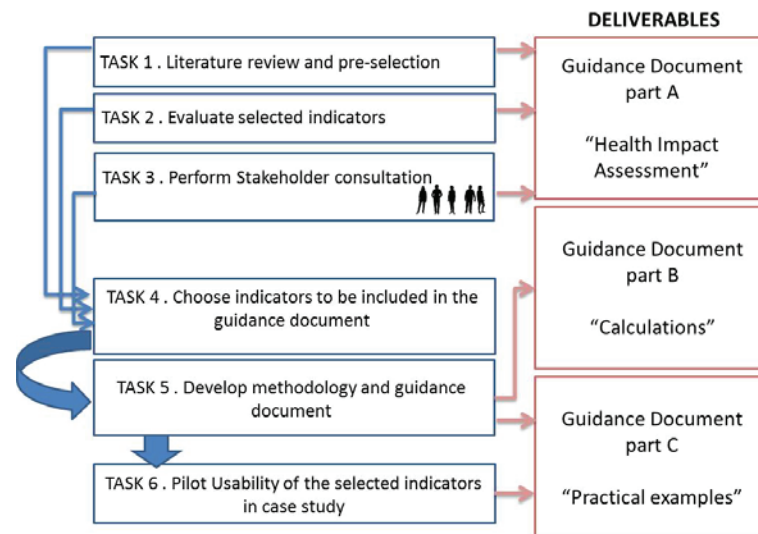 DELIVERABLES
TASK 1 . Literature review and pre-selection
TASK 2 . Evaluate selected indicators
TASK 3 . Perform Stakeholder consultation
TASK 4 . Choose indicators to be included in the
guidance document
TASK 5 . Develop methodology and guidance
document
TASK 6 . Pilot Usability of the selected indicators
in case study
Guidance Document
part A
“Health Impact
Assessment”
Guidance Document
part B
“Calculations”
Guidance Document
part C
“Practical examples”